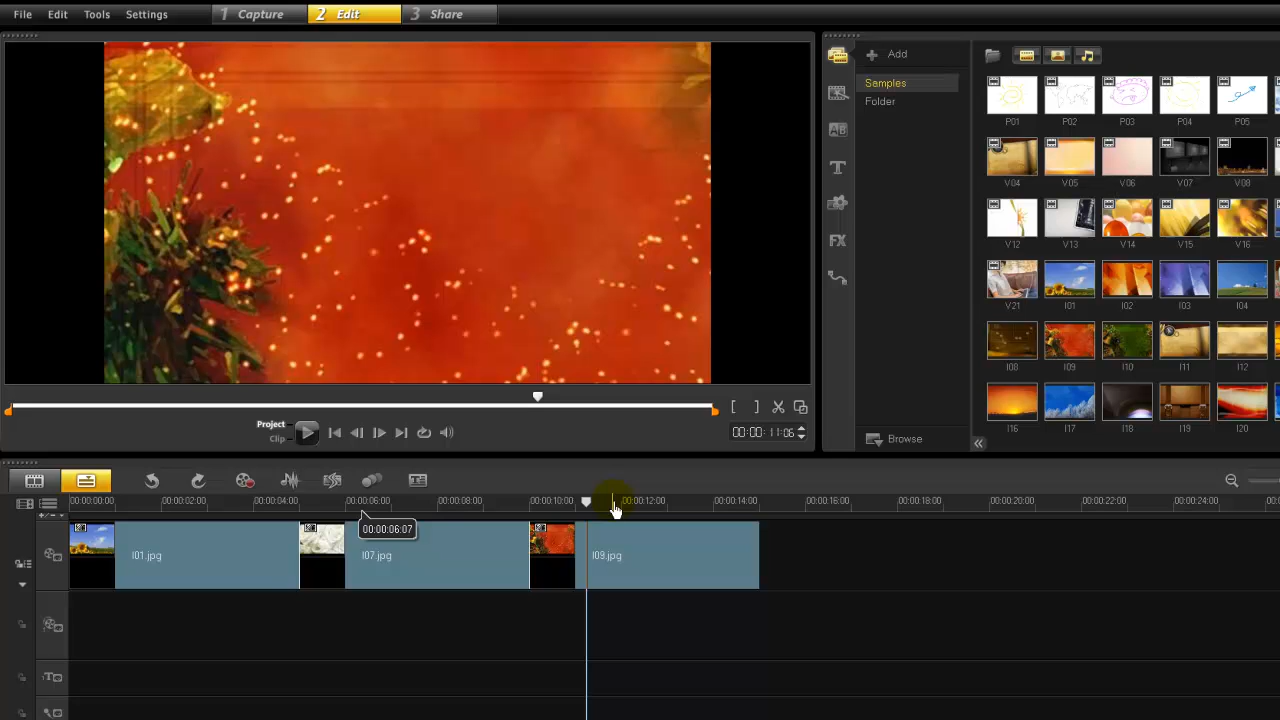 File Edit Tools Settings 1 Capture 2 Edit 3 Share
Add
Samples
Folder
P01 P02 P03 P04 P05
V04 V05 V06 V07 V08
V12 V13 V14 V15 V16
V21 I01 I02 I03 I04
I08 I09 I10 I11 I12
I16 I17 I18 I19 I20
Browse
Project
Clip
[ ]
00:00:11:06
AB
T
FX
00:00:00:00 00:00:02:00 00:00:04:00 00:00:06:00 00:00:08:00 00:00:10:00 00:00:12:00 00:00:14:00 00:00:16:00 00:00:18:00 00:00:20:00 00:00:22:00 00:00:24:00
00:00:06:07
I01.jpg I07.jpg I09.jpg